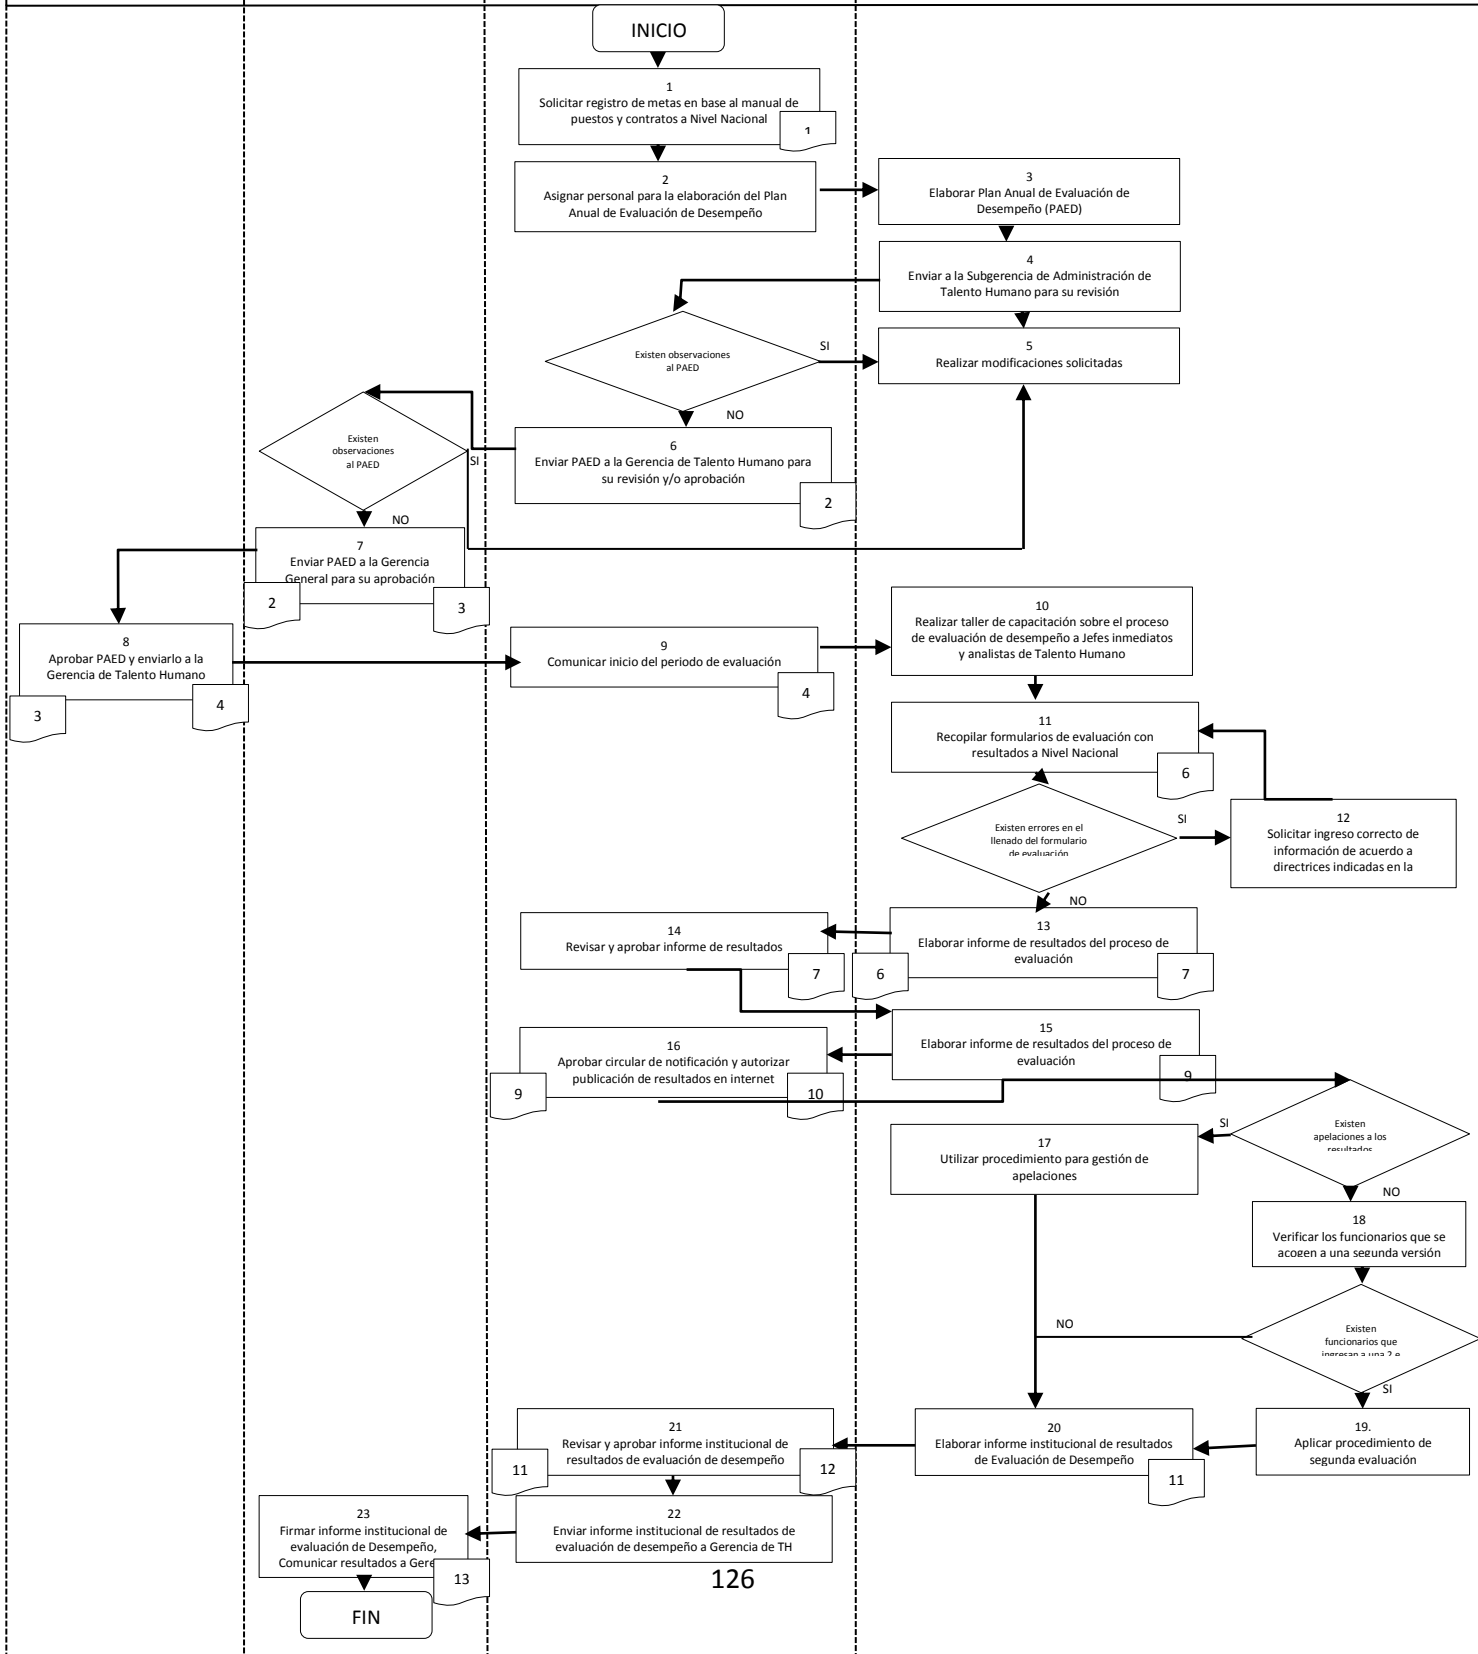 INICIO
1
Solicitar registro de metas en base al manual de
puestos y contratos a Nivel Nacional
1
2
Asignar personal para la elaboración del Plan
Anual de Evaluación de Desempeño
3
Elaborar Plan Anual de Evaluación de
Desempeño (PAED)
4
Enviar a la Subgerencia de Administración de
Talento Humano para su revisión
Existen observaciones
al PAED
SI
5
Realizar modificaciones solicitadas
NO
Existen
observaciones
al PAED
SI
6
Enviar PAED a la Gerencia de Talento Humano para
su revisión y/o aprobación
2
NO
7
Enviar PAED a la Gerencia
General para su aprobación
2
3
8
Aprobar PAED y enviarlo a la
Gerencia de Talento Humano
3
4
9
Comunicar inicio del periodo de evaluación
4
10
Realizar taller de capacitación sobre el proceso
de evaluación de desempeño a Jefes inmediatos
y analistas de Talento Humano
11
Recopilar formularios de evaluación con
resultados a Nivel Nacional
6
Existen errores en el
llenado del formulario
de evaluación
SI
12
Solicitar ingreso correcto de
información de acuerdo a
directrices indicadas en la
NO
13
Elaborar informe de resultados del proceso de
evaluación
6
7
14
Revisar y aprobar informe de resultados
7
15
Elaborar informe de resultados del proceso de
evaluación
9
16
Aprobar circular de notificación y autorizar
publicación de resultados en internet
9
10
Existen
apelaciones a los
resultados
SI
17
Utilizar procedimiento para gestión de
apelaciones
NO
18
Verificar los funcionarios que se
acogen a una segunda versión
Existen
funcionarios que
ingresan a una 2 e
NO
SI
19.
Aplicar procedimiento de
segunda evaluación
20
Elaborar informe institucional de resultados
de Evaluación de Desempeño
11
21
Revisar y aprobar informe institucional de
resultados de evaluación de desempeño
11
12
22
Enviar informe institucional de resultados de
evaluación de desempeño a Gerencia de TH
23
Firmar informe institucional de
evaluación de Desempeño,
Comunicar resultados a Gere
13
FIN
126